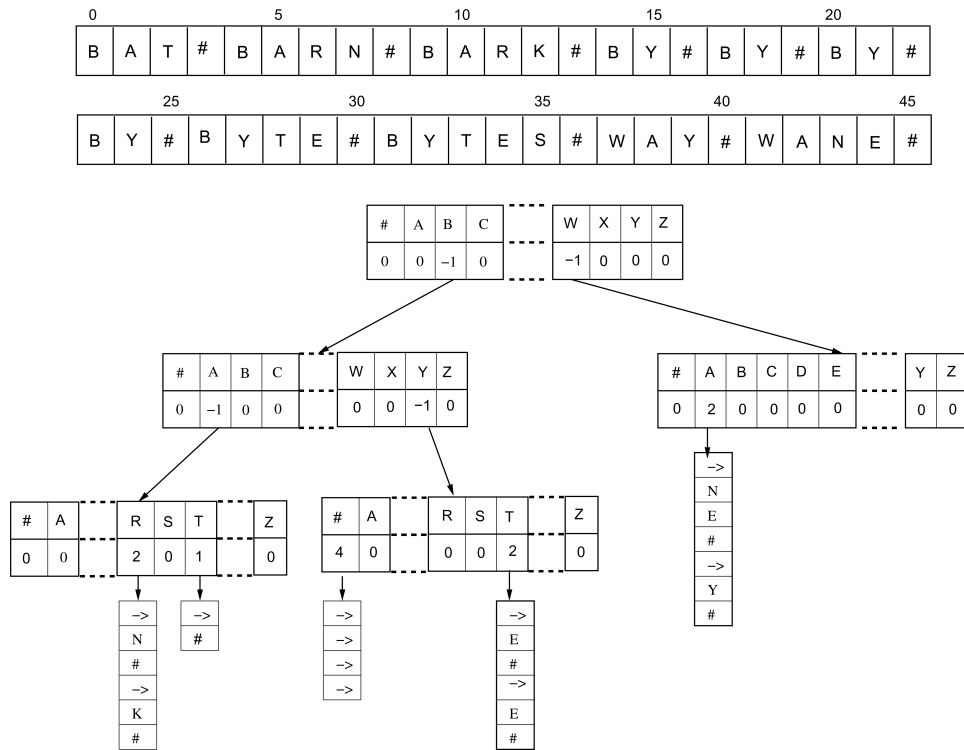 0 5 10 15 20
B A T # B A R N # B A R K # B Y # B Y # B Y #
25 30 35 40 45
B Y # B Y T E # B Y T E S # W A Y # W A N E #
# A B C W X Y Z
0 0 −1 0 −1 0 0 0
# A B C W X Y Z # A B C D E Y Z
0 −1 0 0 0 0 −1 0 0 2 0 0 0 0 0 0
# A R S T Z # A R S T Z
0 0 2 0 1 0 4 0 0 0 2 0
−>
N
E
#
−>
Y
#
−> −> −> −>
N # −> E
# −> #
−> −> −>
K E
# #